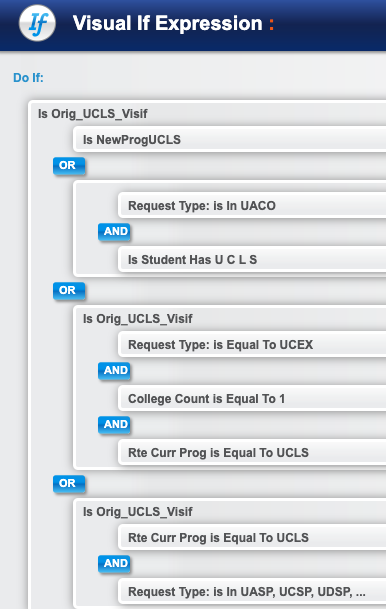 If
Visual If Expression :
Do If:
Is Orig_UCLS_Visif
Is NewProgUCLS
OR
Request Type: is In UACO
AND
Is Student Has U C L S
OR
Is Orig_UCLS_Visif
Request Type: is Equal To UCEX
AND
College Count is Equal To 1
AND
Rte Curr Prog is Equal To UCLS
OR
Is Orig_UCLS_Visif
Rte Curr Prog is Equal To UCLS
AND
Request Type: is In UASP, UCSP, UDSP, ...